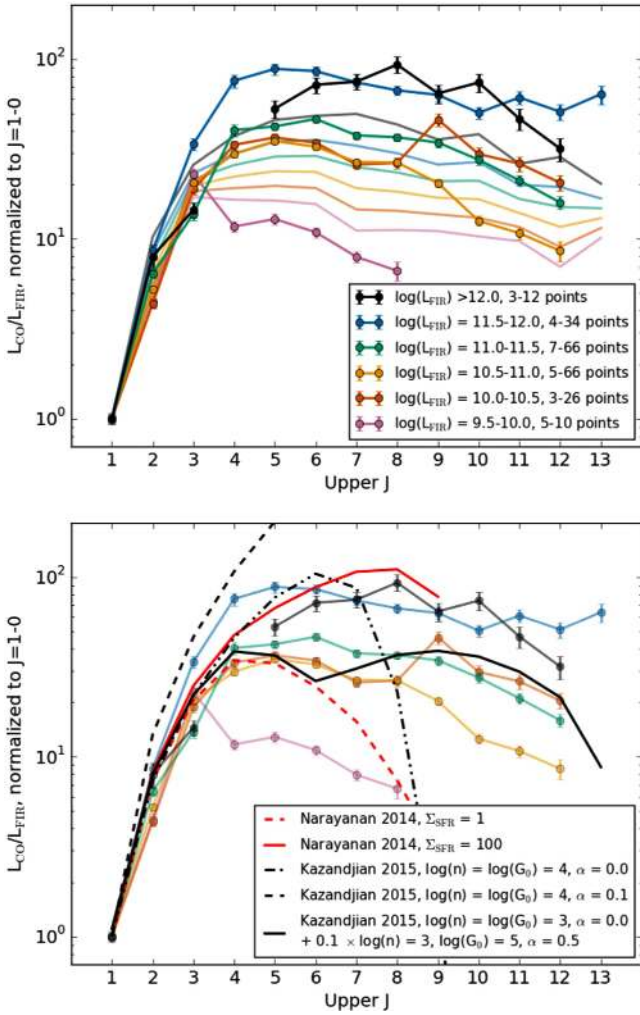 10²
10¹
10⁰
L_CO/L_FIR, normalized to J=1-0
log(L_FIR) >12.0, 3-12 points
log(L_FIR) = 11.5-12.0, 4-34 points
log(L_FIR) = 11.0-11.5, 7-66 points
log(L_FIR) = 10.5-11.0, 5-66 points
log(L_FIR) = 10.0-10.5, 3-26 points
log(L_FIR) = 9.5-10.0, 5-10 points
1 2 3 4 5 6 7 8 9 10 11 12 13
Upper J
10²
10¹
10⁰
L_CO/L_FIR, normalized to J=1-0
Narayanan 2014, Σ_SFR = 1
Narayanan 2014, Σ_SFR = 100
Kazandjian 2015, log(n) = log(G₀) = 4, α = 0.0
Kazandjian 2015, log(n) = log(G₀) = 4, α = 0.1
Kazandjian 2015, log(n) = log(G₀) = 3, α = 0.0
+ 0.1 × log(n) = 3, log(G₀) = 5, α = 0.5
1 2 3 4 5 6 7 8 9 10 11 12 13
Upper J